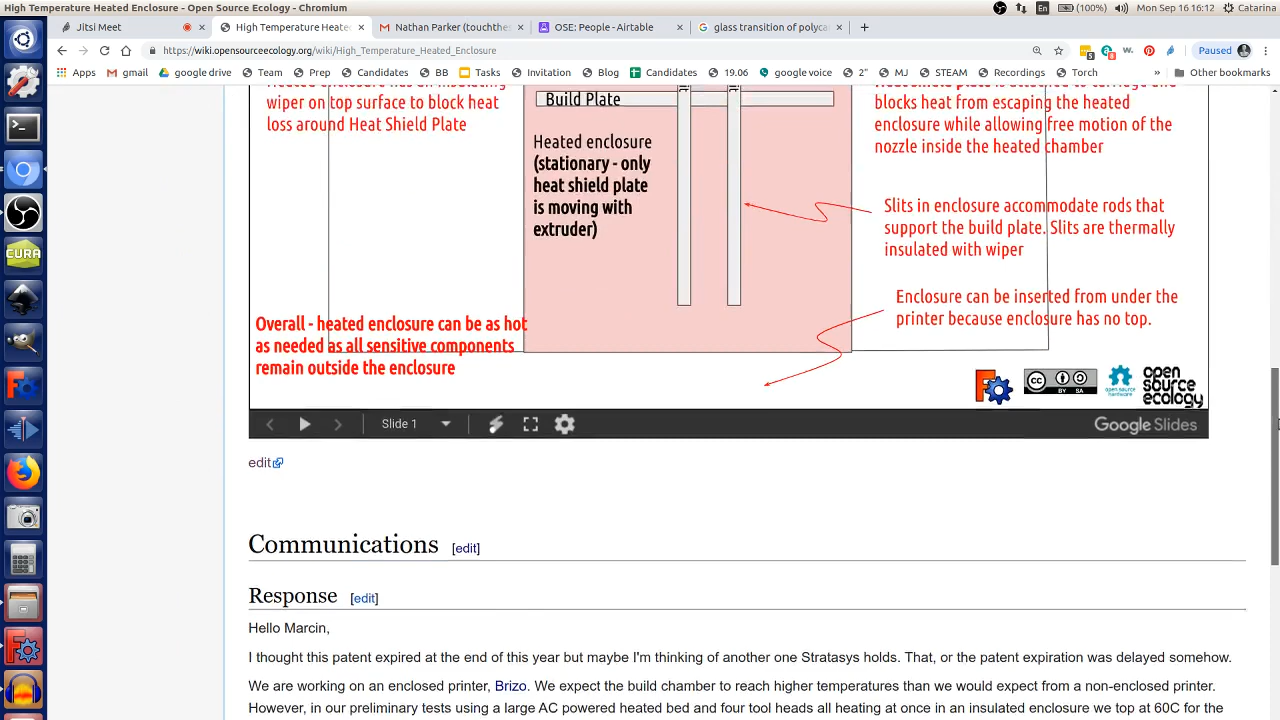 High Temperature Heated Enclosure - Open Source Ecology - Chromium
En
(100%)
Mon Sep 16 16:12
Catarina
Jitsi Meet
High Temperature Heate
Nathan Parker (touchthe
OSE: People - Airtable
glass transition of polyca
https://wiki.opensourceecology.org/wiki/High_Temperature_Heated_Enclosure
Paused
Apps
gmail
google drive
Team
Prep
Candidates
BB
Tasks
Invitation
Blog
Candidates
19.06
google voice
2"
MJ
STEAM
Recordings
Torch
»
Other bookmarks
wiper on top surface to block heat
loss around Heat Shield Plate
Build Plate
Heated enclosure
(stationary - only
heat shield plate
is moving with
extruder)
blocks heat from escaping the heated
enclosure while allowing free motion of the
nozzle inside the heated chamber
Slits in enclosure accommodate rods that
support the build plate. Slits are thermally
insulated with wiper
Enclosure can be inserted from under the
printer because enclosure has no top.
Overall - heated enclosure can be as hot
as needed as all sensitive components
remain outside the enclosure
cc
BY SA
open source hardware
open
source
ecology
Slide 1
Google Slides
edit
Communications [edit]
Response [edit]
Hello Marcin,
I thought this patent expired at the end of this year but maybe I'm thinking of another one Stratasys holds. That, or the patent expiration was delayed somehow.
We are working on an enclosed printer, Brizo. We expect the build chamber to reach higher temperatures than we would expect from a non-enclosed printer.
However, in our preliminary tests using a large AC powered heated bed and four tool heads all heating at once in an insulated enclosure we top at 60C for the
CURA